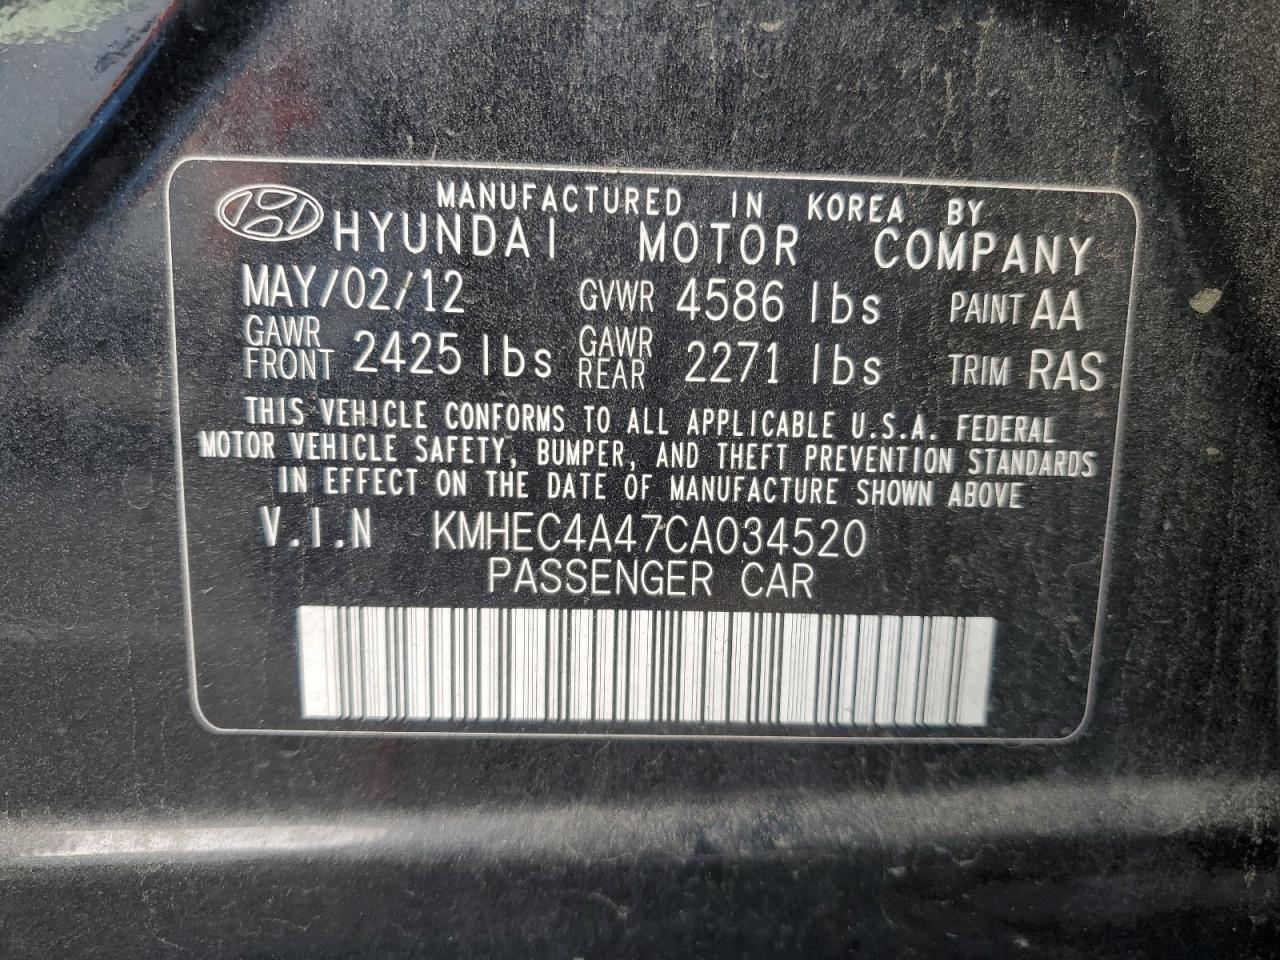 MANUFACTURED IN KOREA BY
HYUNDAI MOTOR COMPANY
MAY/02/12 GVWR 4586 lbs PAINT AA
GAWR FRONT 2425 lbs GAWR REAR 2271 lbs TRIM RAS
THIS VEHICLE CONFORMS TO ALL APPLICABLE U.S.A. FEDERAL
MOTOR VEHICLE SAFETY, BUMPER, AND THEFT PREVENTION STANDARDS
IN EFFECT ON THE DATE OF MANUFACTURE SHOWN ABOVE
V.I.N KMHEC4A47CA034520
PASSENGER CAR